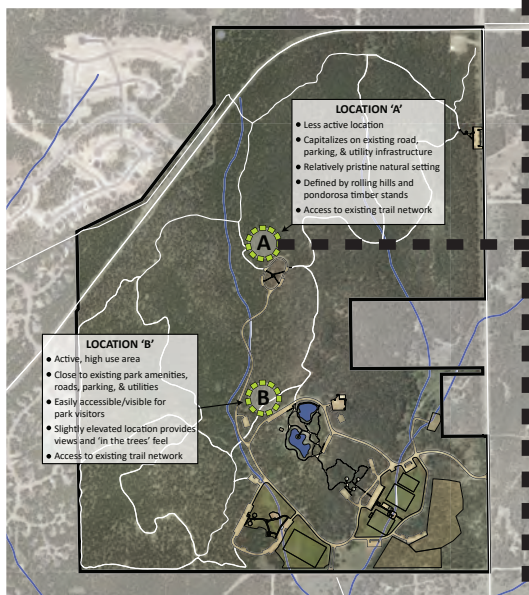 LOCATION 'A'
• Less active location
• Capitalizes on existing road,
parking, & utility infrastructure
• Relatively pristine natural setting
• Defined by rolling hills and
pondorosa timber stands
• Access to existing trail network
A
LOCATION 'B'
• Active, high use area
• Close to existing park amenities,
roads, parking, & utilities
• Easily accessible/visible for
park visitors
• Slightly elevated location provides
views and 'in the trees' feel
• Access to existing trail network
B